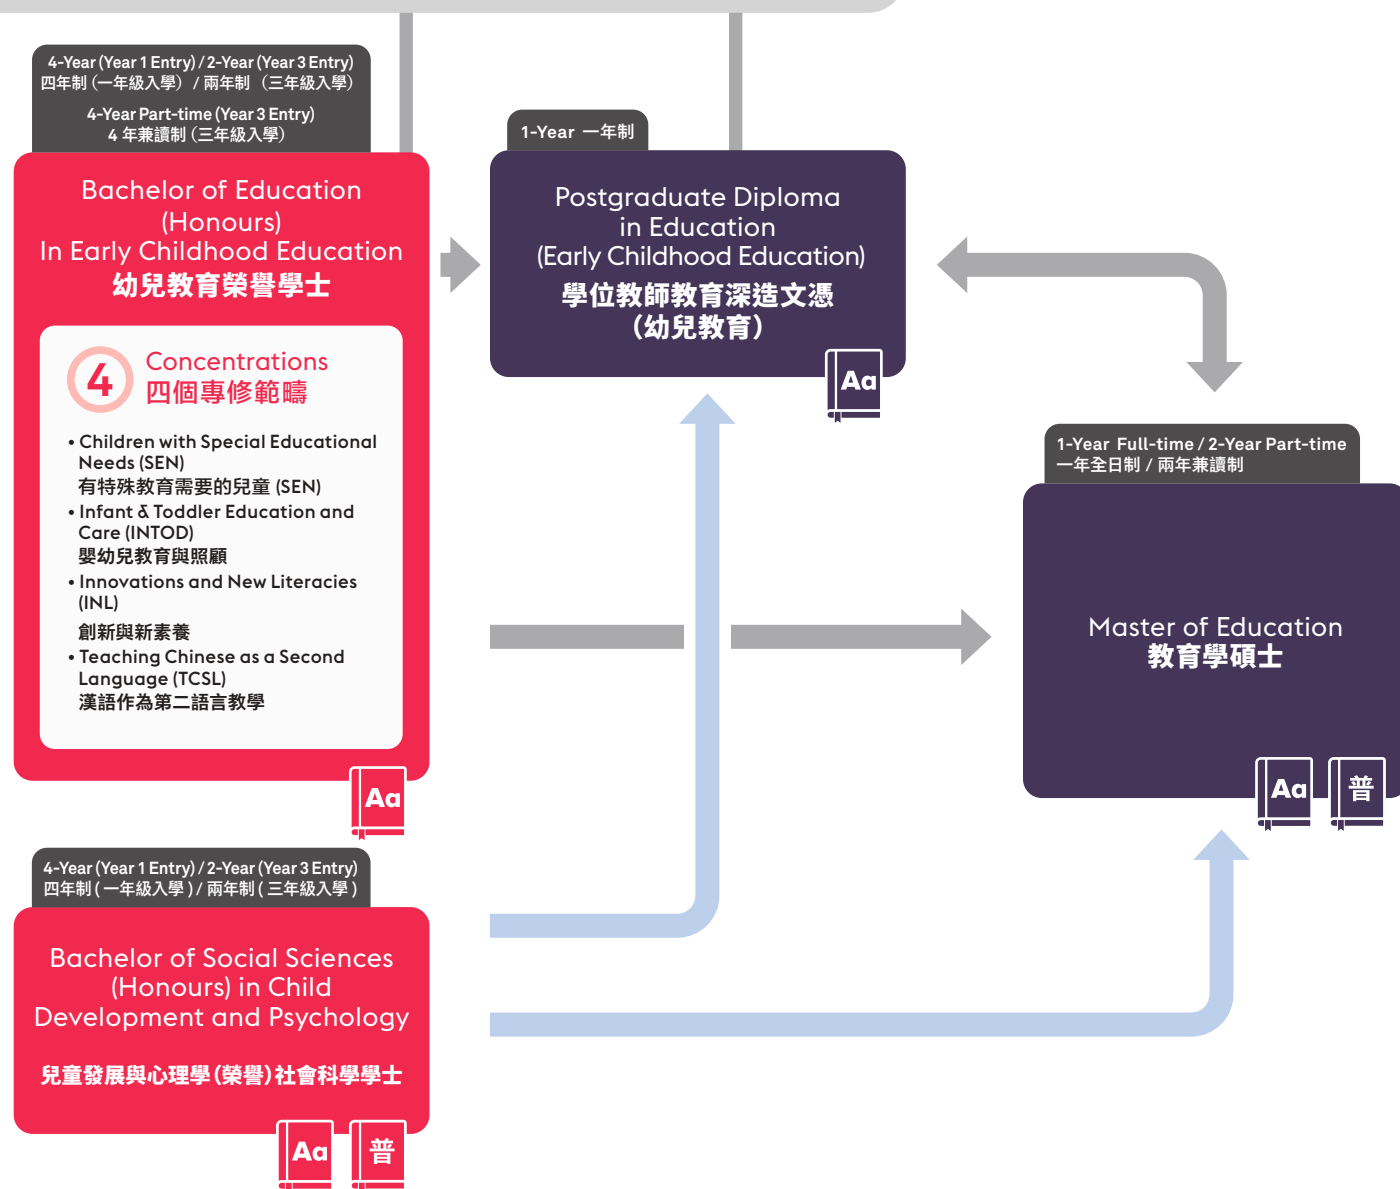 4-Year (Year 1 Entry) / 2-Year (Year 3 Entry)
四年制（一年級入學） / 兩年制 （三年級入學）
4-Year Part-time (Year 3 Entry)
4 年兼讀制（三年級入學）
Bachelor of Education
(Honours)
In Early Childhood Education
幼兒教育榮譽學士
4
Concentrations
四個專修範疇
• Children with Special Educational
Needs (SEN)
有特殊教育需要的兒童 (SEN)
• Infant & Toddler Education and
Care (INTOD)
嬰幼兒教育與照顧
• Innovations and New Literacies
(INL)
創新與新素養
• Teaching Chinese as a Second
Language (TCSL)
漢語作為第二語言教學
Aa
1-Year 一年制
Postgraduate Diploma
in Education
(Early Childhood Education)
學位教師教育深造文憑
（幼兒教育）
Aa
1-Year Full-time / 2-Year Part-time
一年全日制 / 兩年兼讀制
Master of Education
教育學碩士
Aa 普
4-Year (Year 1 Entry) / 2-Year (Year 3 Entry)
四年制 ( 一年級入學 ) / 兩年制 ( 三年級入學 )
Bachelor of Social Sciences
(Honours) in Child
Development and Psychology
兒童發展與心理學（榮譽）社會科學學士
Aa 普